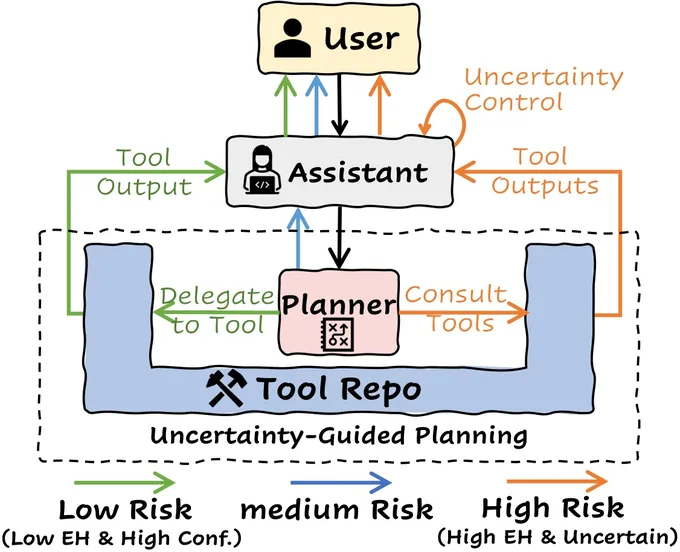 User
Uncertainty
Control
Tool
Output
Assistant
Tool
Outputs
Delegate
to Tool
Planner
Consult
Tools
Tool Repo
Uncertainty-Guided Planning
Low Risk
(Low EH & High Conf.)
medium Risk
High Risk
(High EH & Uncertain)